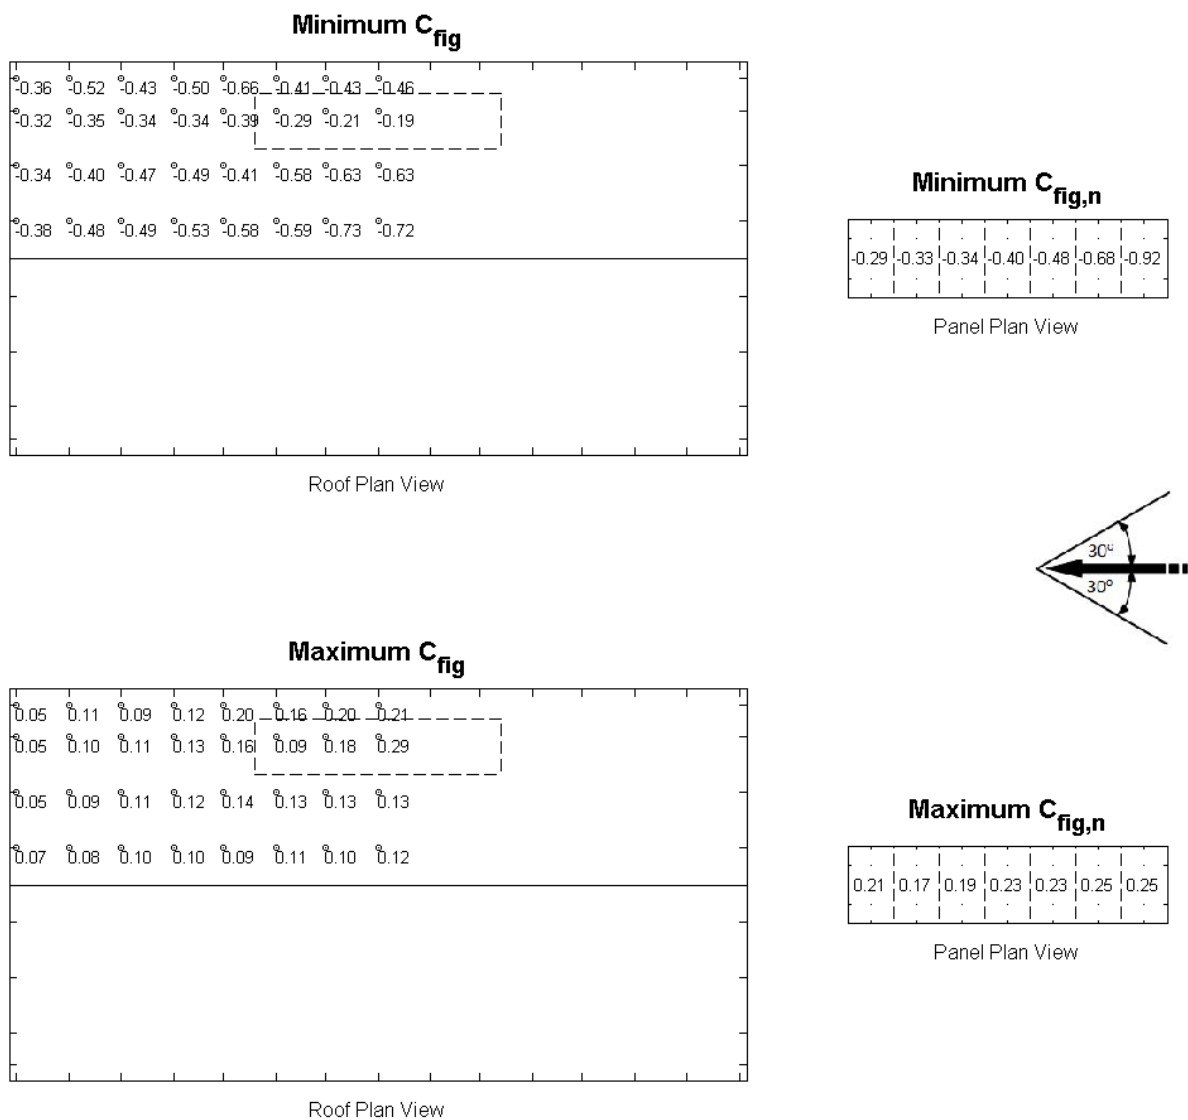 Minimum Cfig
-0.36 -0.52 -0.43 -0.50 -0.66 -0.41 -0.43 -0.46
-0.32 -0.35 -0.34 -0.34 -0.39 -0.29 -0.21 -0.19
-0.34 -0.40 -0.47 -0.49 -0.41 -0.58 -0.63 -0.63
-0.38 -0.48 -0.49 -0.53 -0.58 -0.59 -0.73 -0.72
Roof Plan View
Minimum Cfig,n
-0.29 -0.33 -0.34 -0.40 -0.48 -0.68 -0.92
Panel Plan View
30º
30º
Maximum Cfig
0.05 0.11 0.09 0.12 0.20 0.16 0.20 0.21
0.05 0.10 0.11 0.13 0.16 0.09 0.18 0.29
0.05 0.09 0.11 0.12 0.14 0.13 0.13 0.13
0.07 0.08 0.10 0.10 0.09 0.11 0.10 0.12
Roof Plan View
Maximum Cfig,n
0.21 0.17 0.19 0.23 0.23 0.25 0.25
Panel Plan View